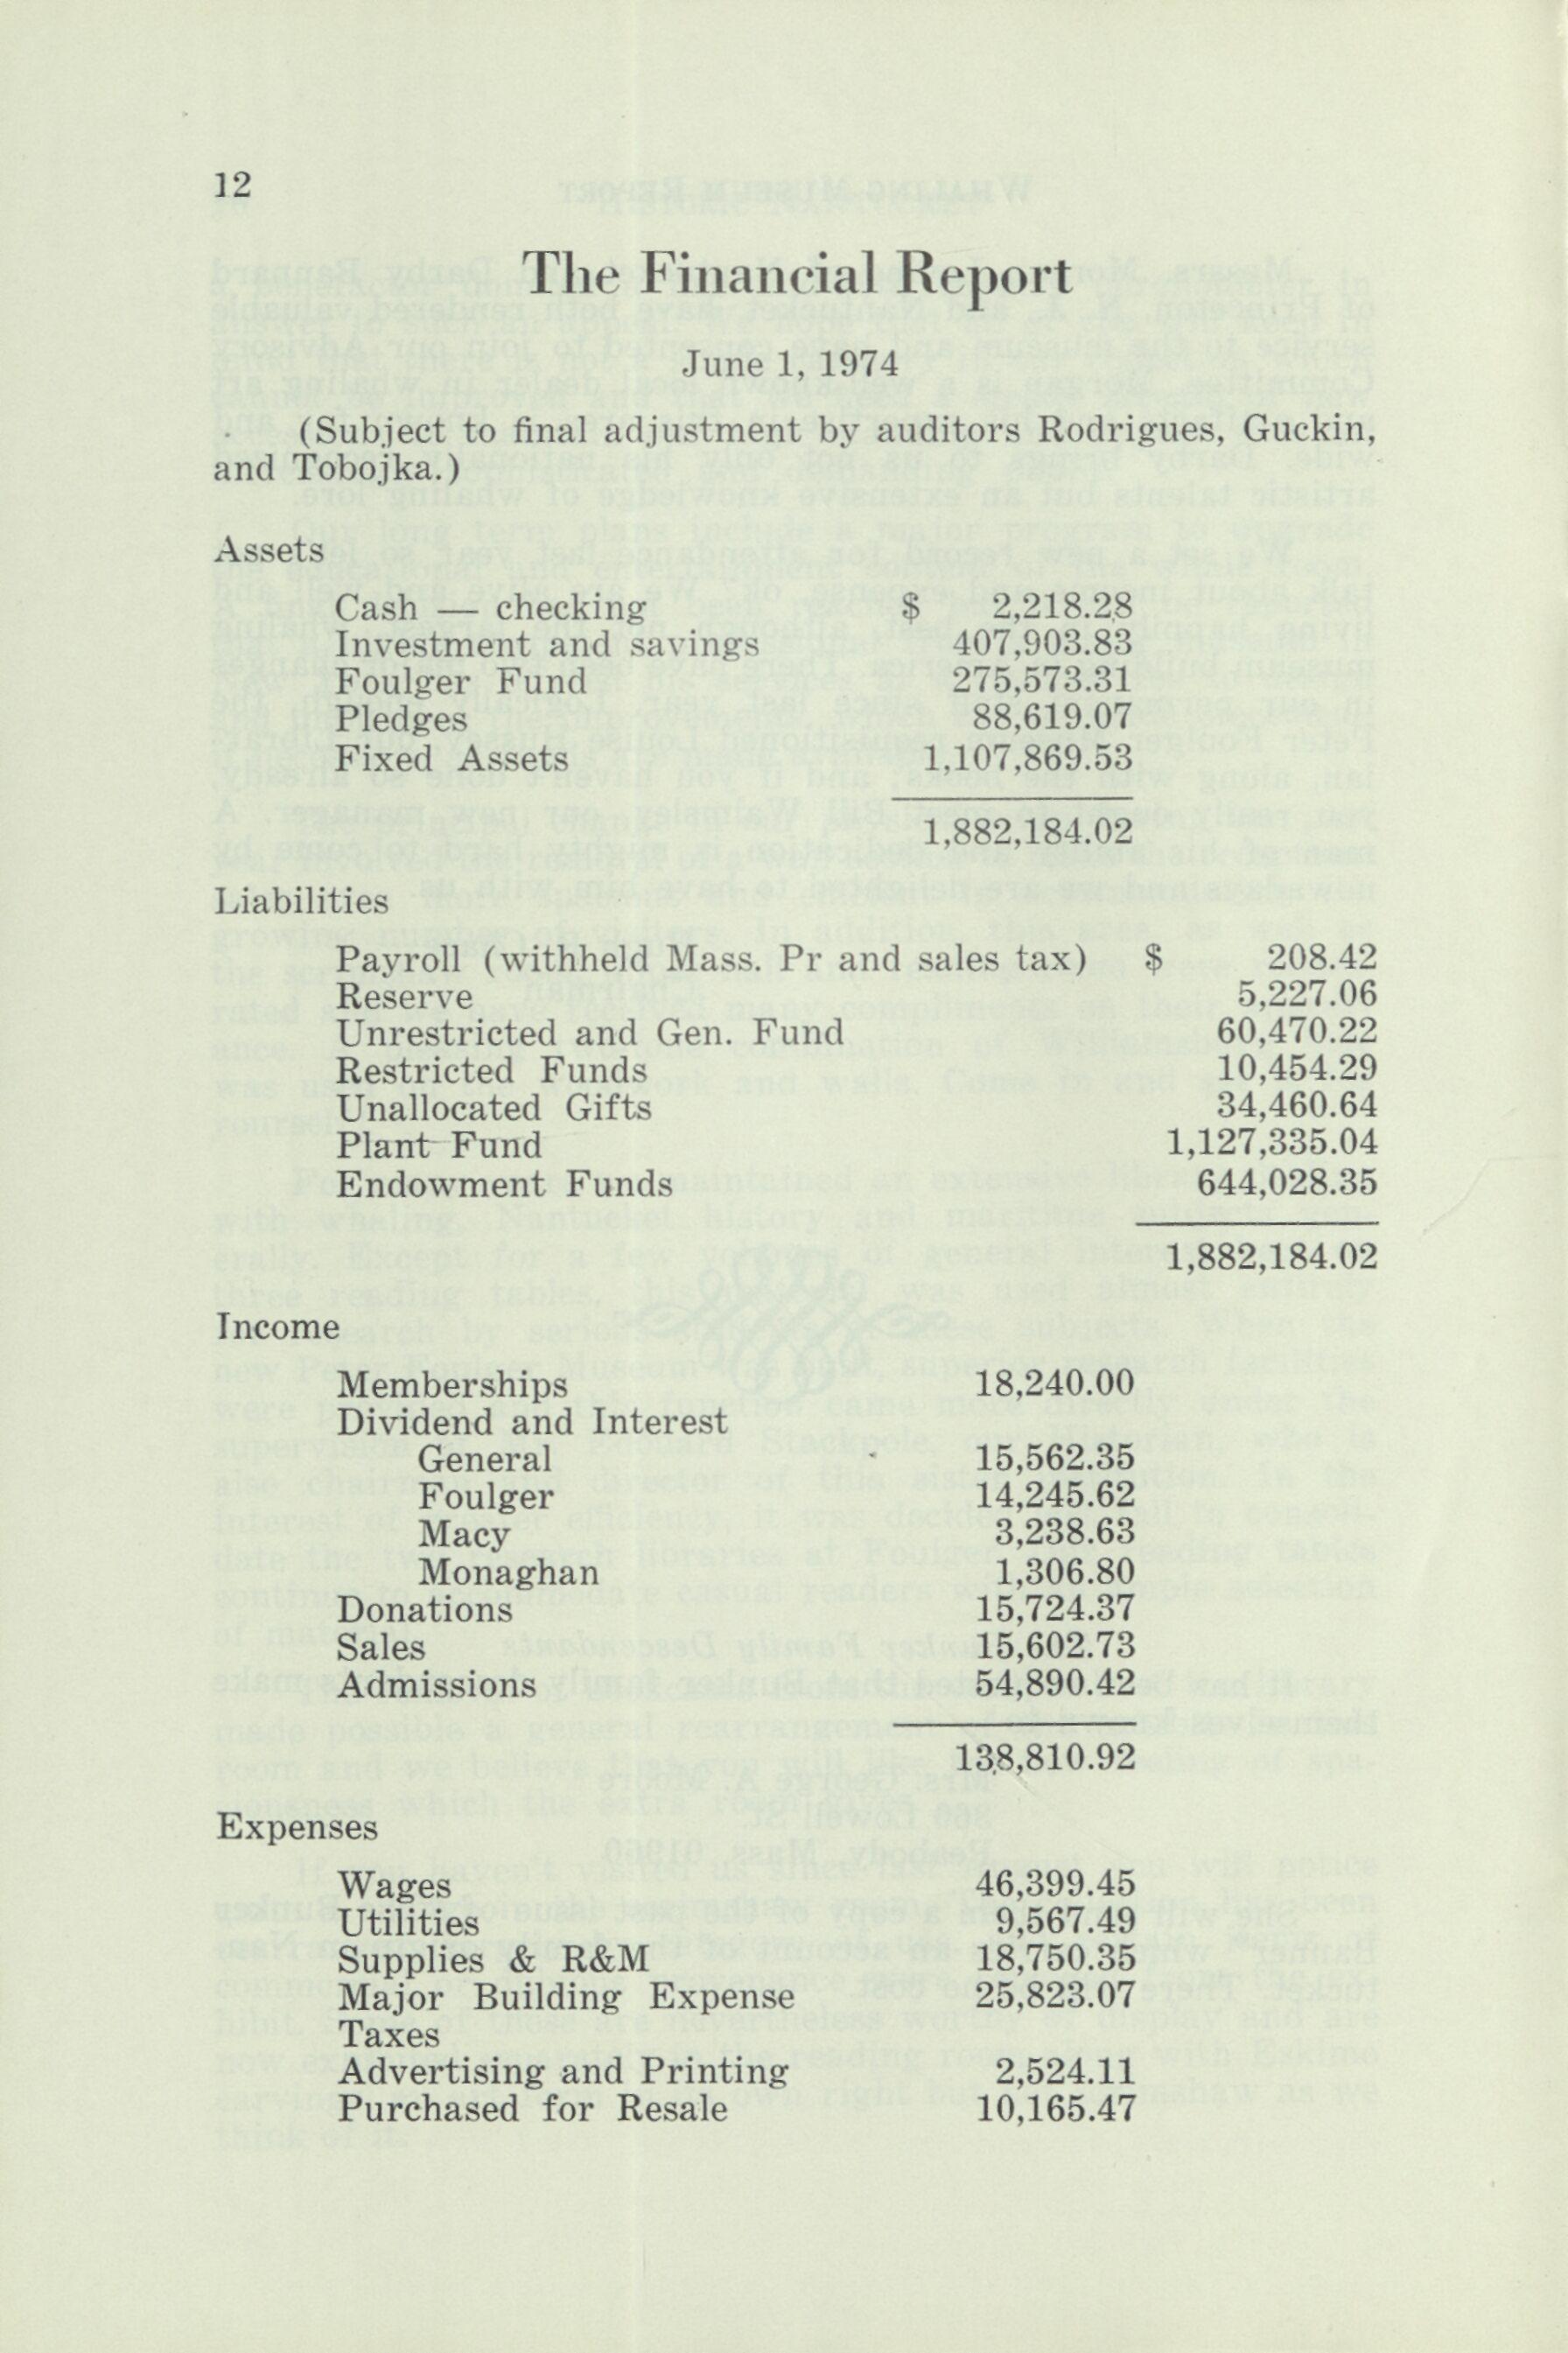 12
The Financial Report
June 1, 1974
(Subject to final adjustment by auditors Rodrigues, Guckin,
and Tobojka.)
Assets
Cash — checking $ 2,218.28
Investment and savings 407,903.83
Foulger Fund 275,573.31
Pledges 88,619.07
Fixed Assets 1,107,869.53
1,882,184.02
Liabilities
Payroll (withheld Mass. Pr and sales tax) $ 208.42
Reserve 5,227.06
Unrestricted and Gen. Fund 60,470.22
Restricted Funds 10,454.29
Unallocated Gifts 34,460.64
Plant Fund 1,127,335.04
Endowment Funds 644,028.35
1,882,184.02
Income
Memberships 18,240.00
Dividend and Interest
General 15,562.35
Foulger 14,245.62
Macy 3,238.63
Monaghan 1,306.80
Donations 15,724.37
Sales 15,602.73
Admissions 54,890.42
138,810.92
Expenses
Wages 46,399.45
Utilities 9,567.49
Supplies & R&M 18,750.35
Major Building Expense 25,823.07
Taxes
Advertising and Printing 2,524.11
Purchased for Resale 10,165.47